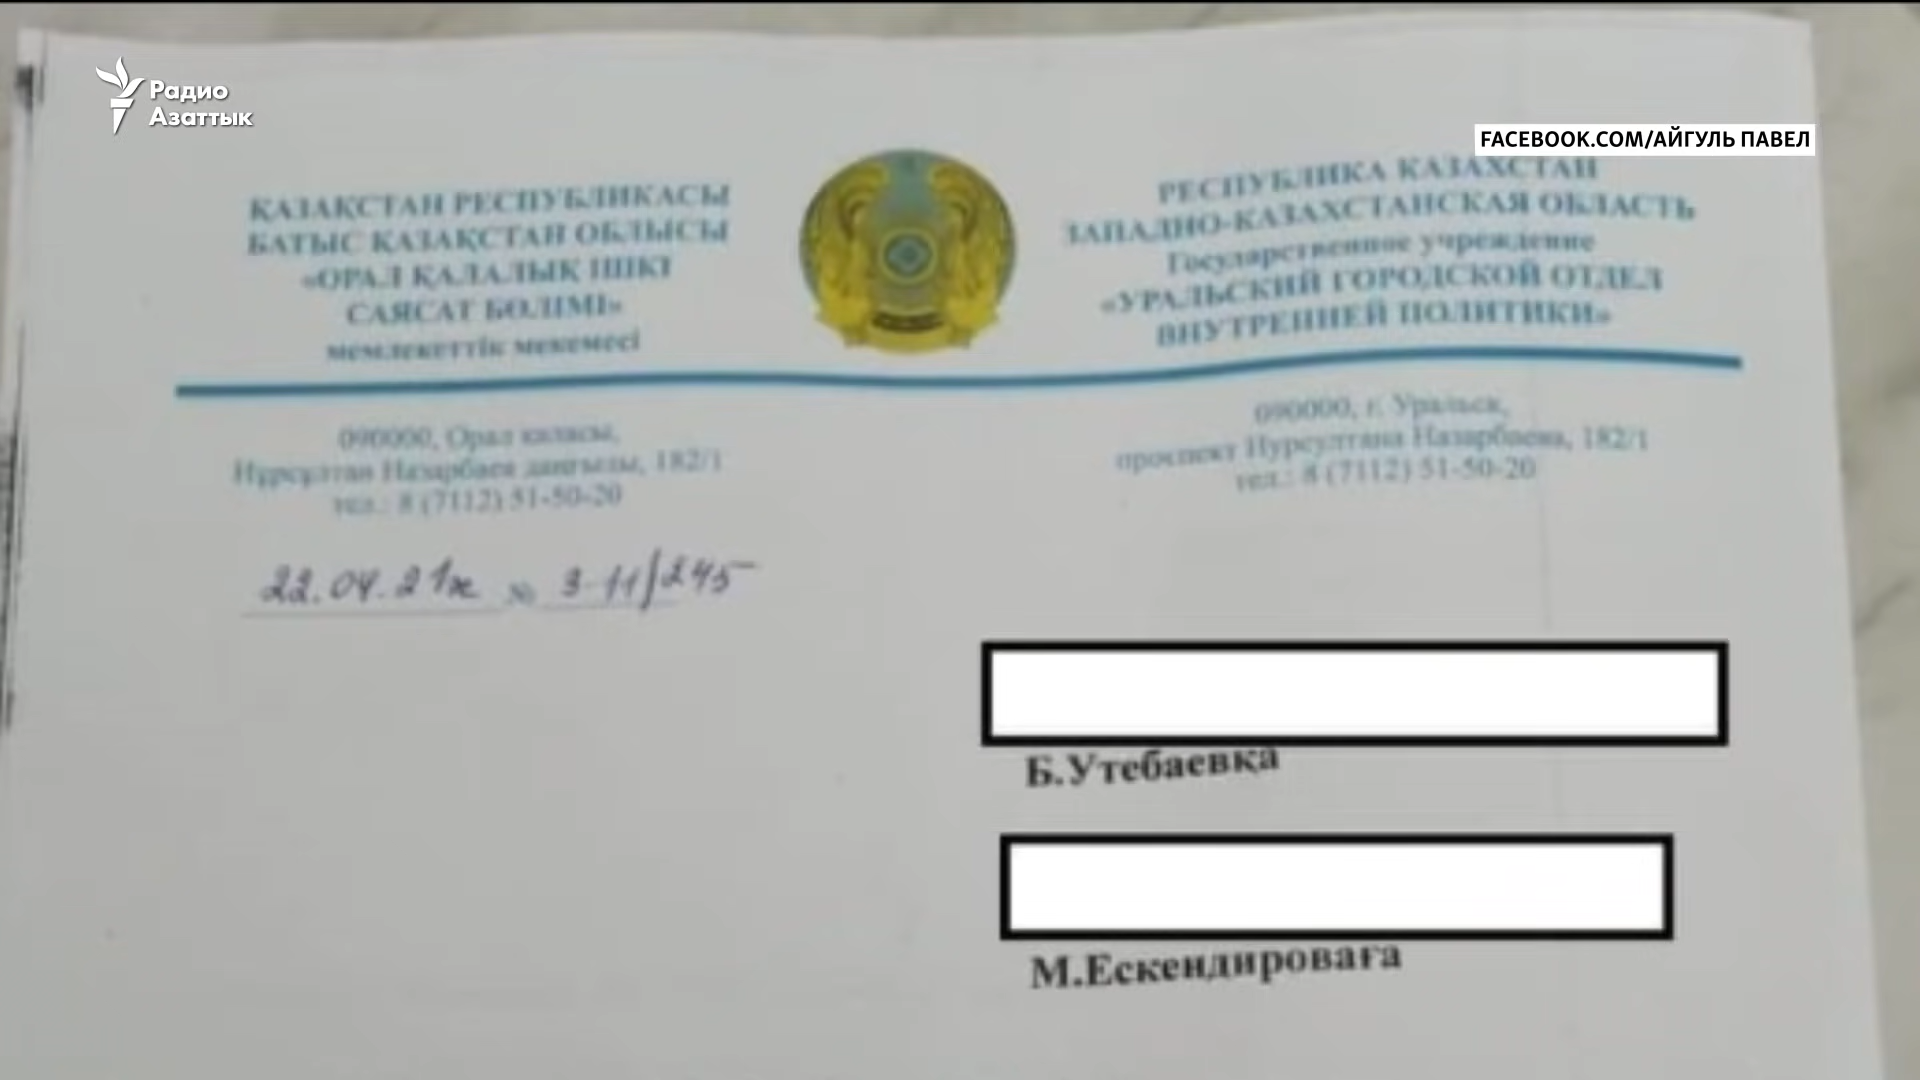 Радио
Азаттык
FACEBOOK.COM/АЙГУЛЬ ПАВЕЛ
ҚАЗАҚСТАН РЕСПУБЛИКАСЫ
БАТЫС ҚАЗАҚСТАН ОБЛЫСЫ
«ОРАЛ ҚАЛАЛЫҚ ІШКІ
САЯСАТ БӨЛІМІ»
мемлекеттік мекемесі
РЕСПУБЛИКА КАЗАХСТАН
ЗАПАДНО-КАЗАХСТАНСКАЯ ОБЛАСТЬ
Государственное учреждение
«УРАЛЬСКИЙ ГОРОДСКОЙ ОТДЕЛ
ВНУТРЕННЕЙ ПОЛИТИКИ»
090000, Орал қаласы,
Нұрсұлтан Назарбаев даңғылы, 182/1
тел.: 8 (7112) 51-50-20
090000, г. Уральск,
проспект Нурсултана Назарбаева, 182/1
тел.: 8 (7112) 51-50-20
22.04.21ж № 3-11/245
Б.Утебаевқа
М.Ескендироваға